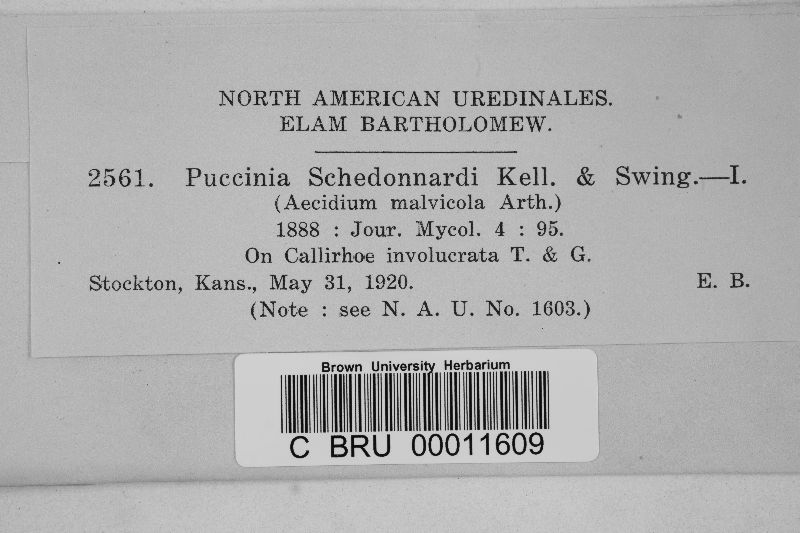 NORTH AMERICAN UREDINALES.
ELAM BARTHOLOMEW.
2561. Puccinia Schedonnardi Kell. & Swing.—I.
(Aecidium malvicola Arth.)
1888 : Jour. Mycol. 4 : 95.
On Callirhoe involucrata T. & G.
Stockton, Kans., May 31, 1920. E. B.
(Note : see N. A. U. No. 1603.)
Brown University Herbarium
C BRU 00011609